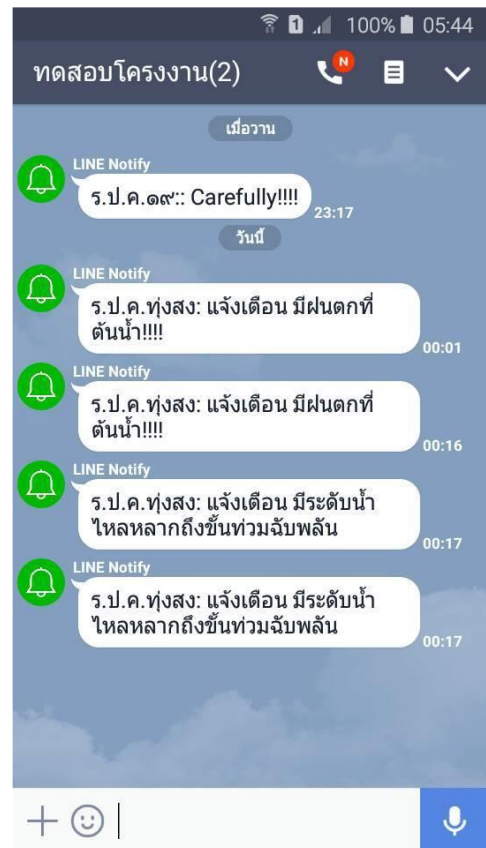 100% 05:44
ทดสอบโครงงาน(2)
N
เมื่อวาน
LINE Notify
ร.ป.ค.๑๙:: Carefully!!!!
23:17
วันนี้
LINE Notify
ร.ป.ค.ทุ่งสง: แจ้งเตือน มีฝนตกที่
ต้นน้ำ!!!!
00:01
LINE Notify
ร.ป.ค.ทุ่งสง: แจ้งเตือน มีฝนตกที่
ต้นน้ำ!!!!
00:16
LINE Notify
ร.ป.ค.ทุ่งสง: แจ้งเตือน มีระดับน้ำ
ไหลหลากถึงขั้นท่วมฉับพลัน
00:17
LINE Notify
ร.ป.ค.ทุ่งสง: แจ้งเตือน มีระดับน้ำ
ไหลหลากถึงขั้นท่วมฉับพลัน
00:17